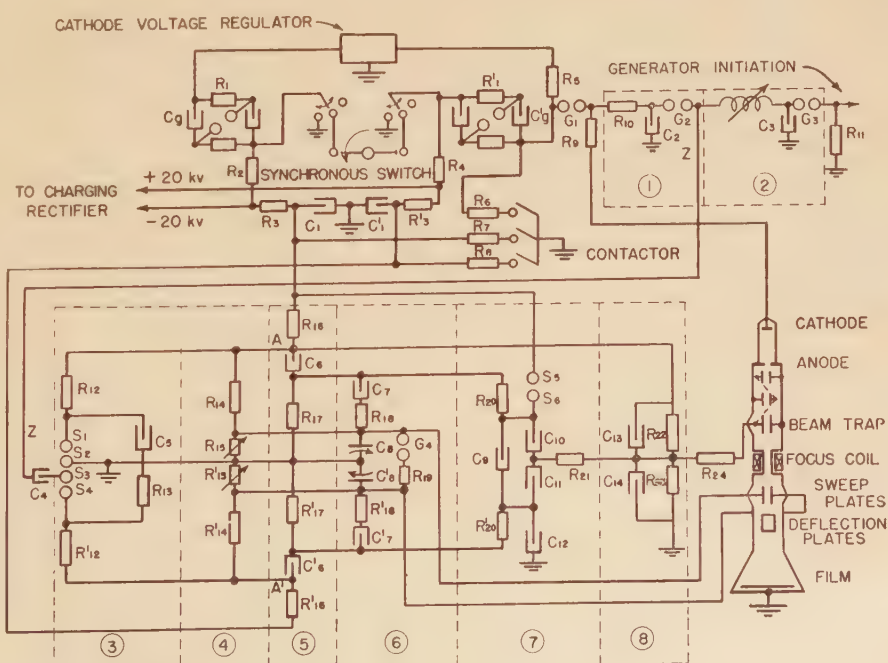 CATHODE VOLTAGE REGULATOR
GENERATOR INITIATION
R1
R'1
R5
Cg
C'g
G1
R10
G2
G3
C2
C3
R9
Z
R11
R2
SYNCHRONOUS SWITCH
R4
1
2
+ 20 kv
TO CHARGING
RECTIFIER
- 20 kv
R3
C1
C'1
R'3
R6
R7
R8
CONTACTOR
R16
A
C6
CATHODE
ANODE
R12
R14
R17
C7
R18
R20
S5
S6
BEAM TRAP
Z
S1
S2
S3
S4
C5
R15
C8
G4
C10
C13
R22
FOCUS COIL
C4
R13
R'15
C'8
R19
C9
C11
R21
C14
R24
SWEEP
PLATES
R'12
R'14
R'17
R'18
C'7
R'20
C12
DEFLECTION
PLATES
A'
C'6
R'16
FILM
3
4
5
6
7
8